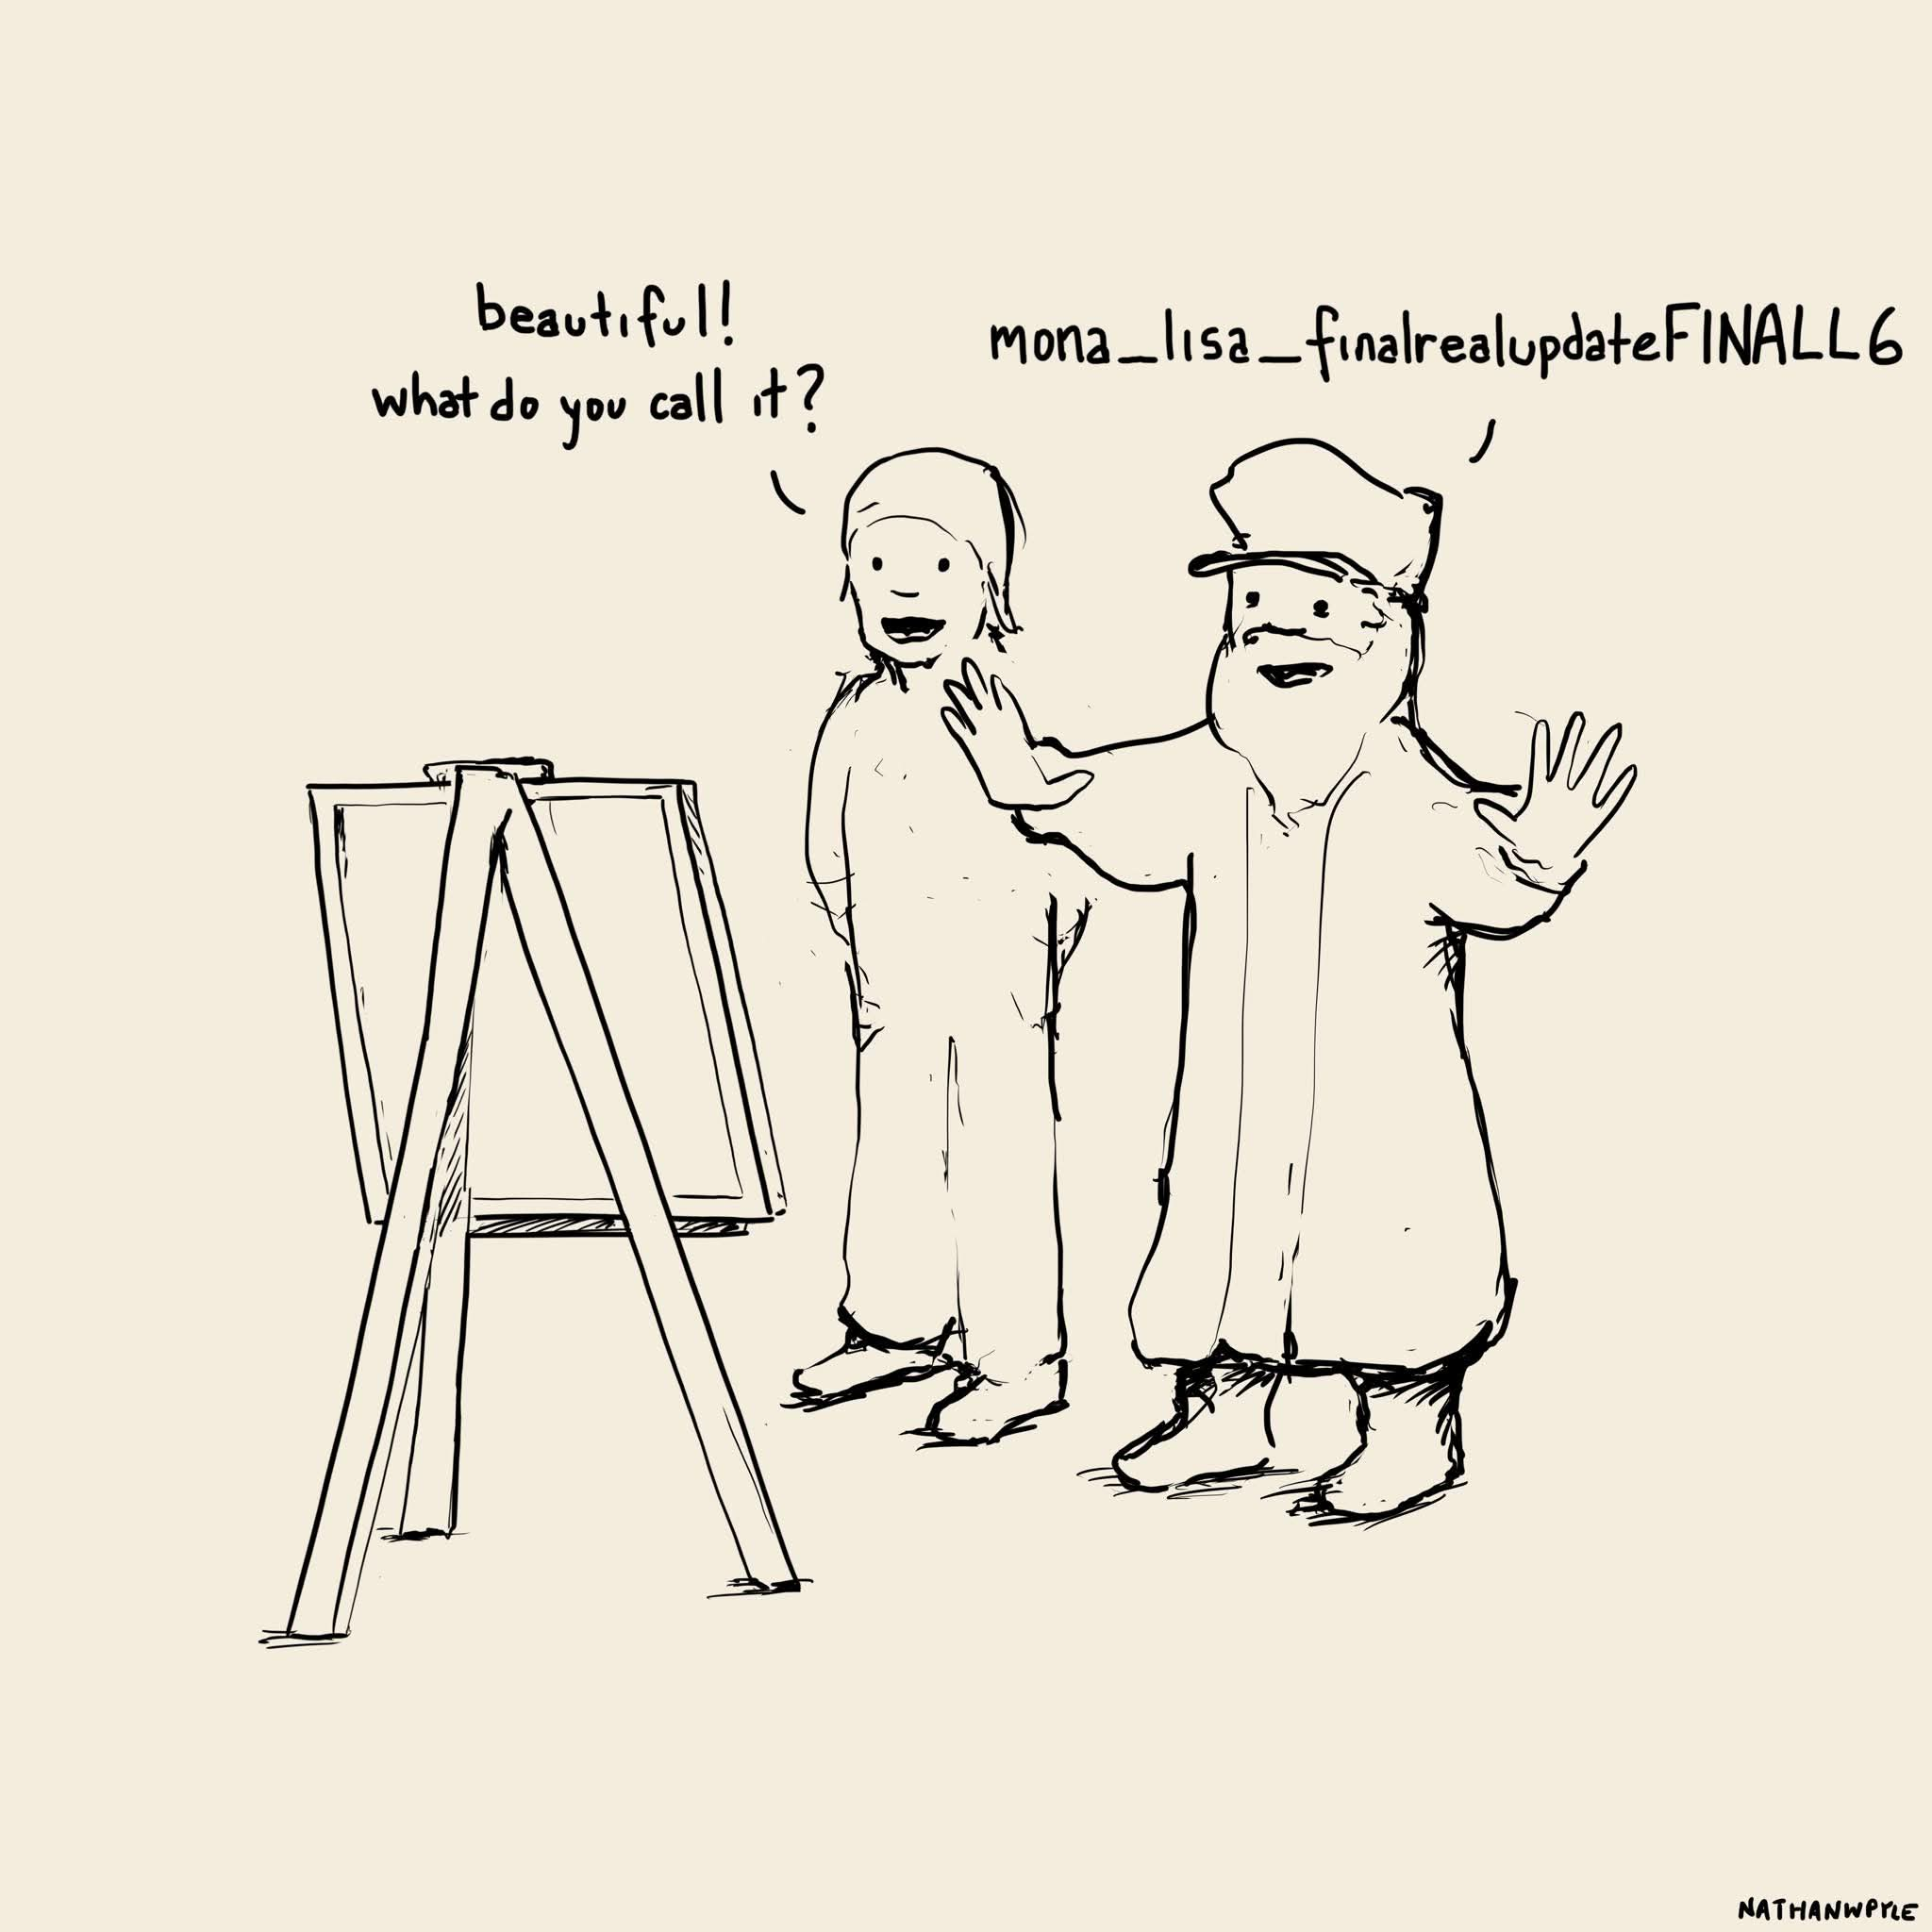 beautiful!
what do you call it?
mona_lisa_finalrealupdateFINALL6
NATHANWPYLE